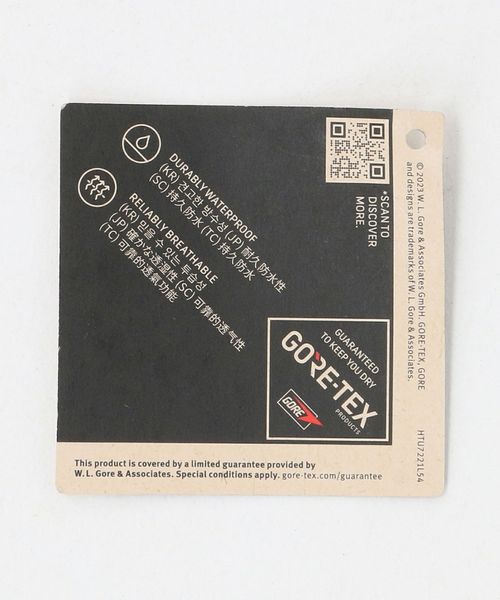 DURABLY WATERPROOF
(KR) 견고한 방수성 (JP) 耐久防水性
(SC) 持久防水 (TC) 持久防水
RELIABLY BREATHABLE
(KR) 믿을 수 있는 투습성
(JP) 確かな透湿性 (SC) 可靠的透气性
(TC) 可靠的透氣功能
*SCAN TO
DISCOVER
MORE.
© 2023 W. L. Gore & Associates GmbH. GORE-TEX, GORE
and designs are trademarks of W. L. Gore & Associates.
HTU7221LS4
GUARANTEED
TO KEEP YOU DRY
GORE-TEX
PRODUCTS
GORE
This product is covered by a limited guarantee provided by
W. L. Gore & Associates. Special conditions apply. gore-tex.com/guarantee